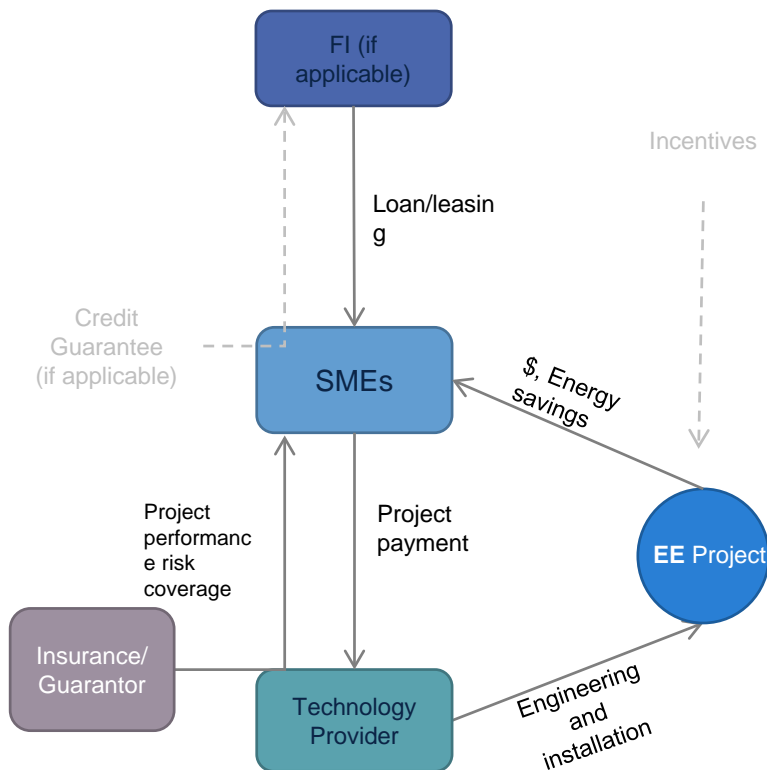 FI (if
applicable)
Incentives
Loan/leasin
g
Credit
Guarantee
(if applicable)
SMEs
$, Energy
savings
Project
performanc
e risk
coverage
Project
payment
EE Project
Insurance/
Guarantor
Technology
Provider
Engineering
and
installation